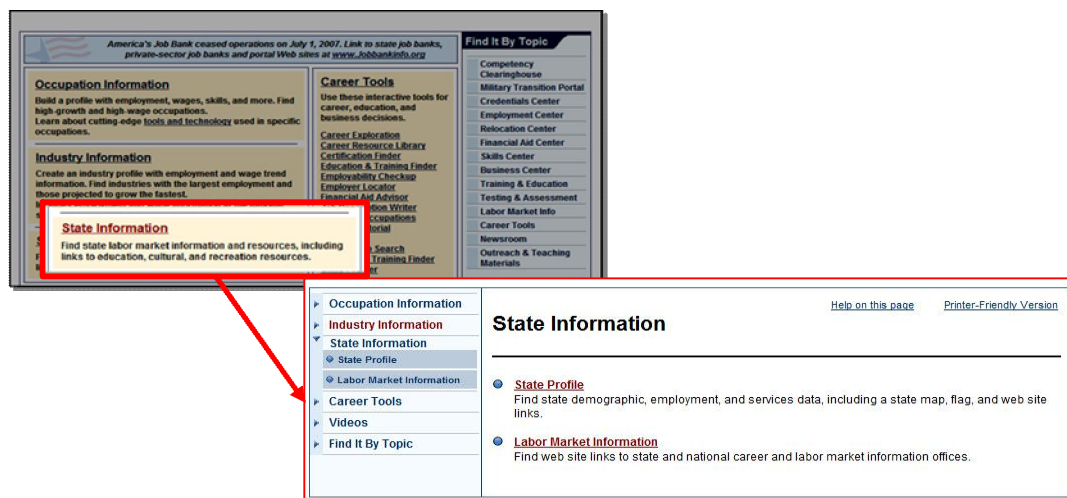 America's Job Bank ceased operations on July 1, 2007. Link to state job banks,
private-sector job banks and portal Web sites at www.Jobbankinfo.org
Occupation Information
Build a profile with employment, wages, skills, and more. Find
high-growth and high-wage occupations.
Learn about cutting-edge tools and technology used in specific
occupations.
Industry Information
Create an industry profile with employment and wage trend
information. Find industries with the largest employment and
those projected to grow the fastest.
State Information
Find state labor market information and resources, including
links to education, cultural, and recreation resources.
Career Tools
Use these interactive tools for
career, education, and
business decisions.
Career Exploration
Career Resource Library
Certification Finder
Education & Training Finder
Employability Checkup
Employer Locator
Financial Aid Advisor
Writer
Occupations
Search
Training Finder
Find It By Topic
Competency
Clearinghouse
Military Transition Portal
Credentials Center
Employment Center
Relocation Center
Financial Aid Center
Skills Center
Business Center
Training & Education
Testing & Assessment
Labor Market Info
Career Tools
Newsroom
Outreach & Teaching
Materials
Occupation Information
Industry Information
State Information
State Profile
Labor Market Information
Career Tools
Videos
Find It By Topic
Help on this page Printer-Friendly Version
State Information
State Profile
Find state demographic, employment, and services data, including a state map, flag, and web site
links.
Labor Market Information
Find web site links to state and national career and labor market information offices.